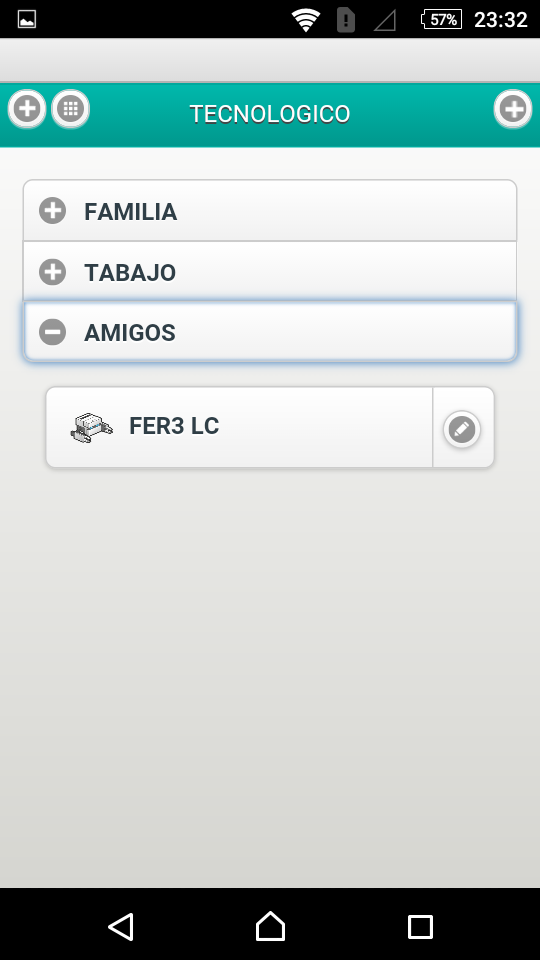 57%
23:32
TECNOLOGICO
FAMILIA
TABAJO
AMIGOS
FER3 LC